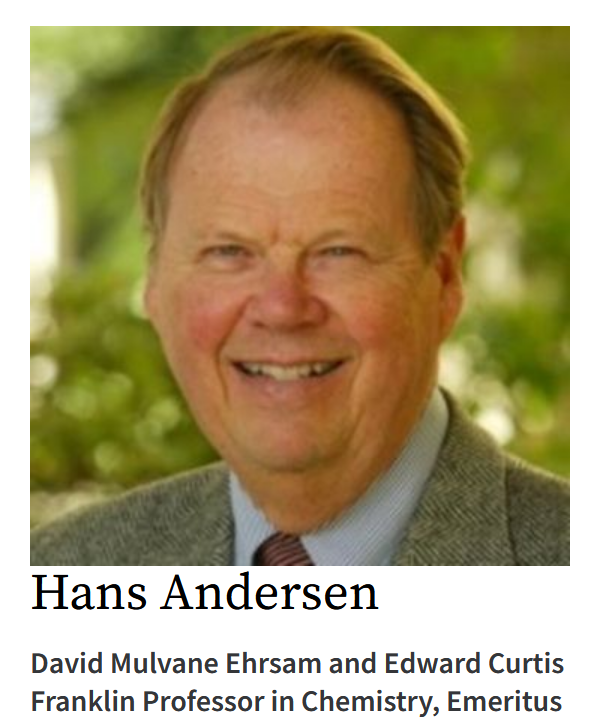 Hans Andersen
David Mulvane Ehrsam and Edward Curtis
Franklin Professor in Chemistry, Emeritus